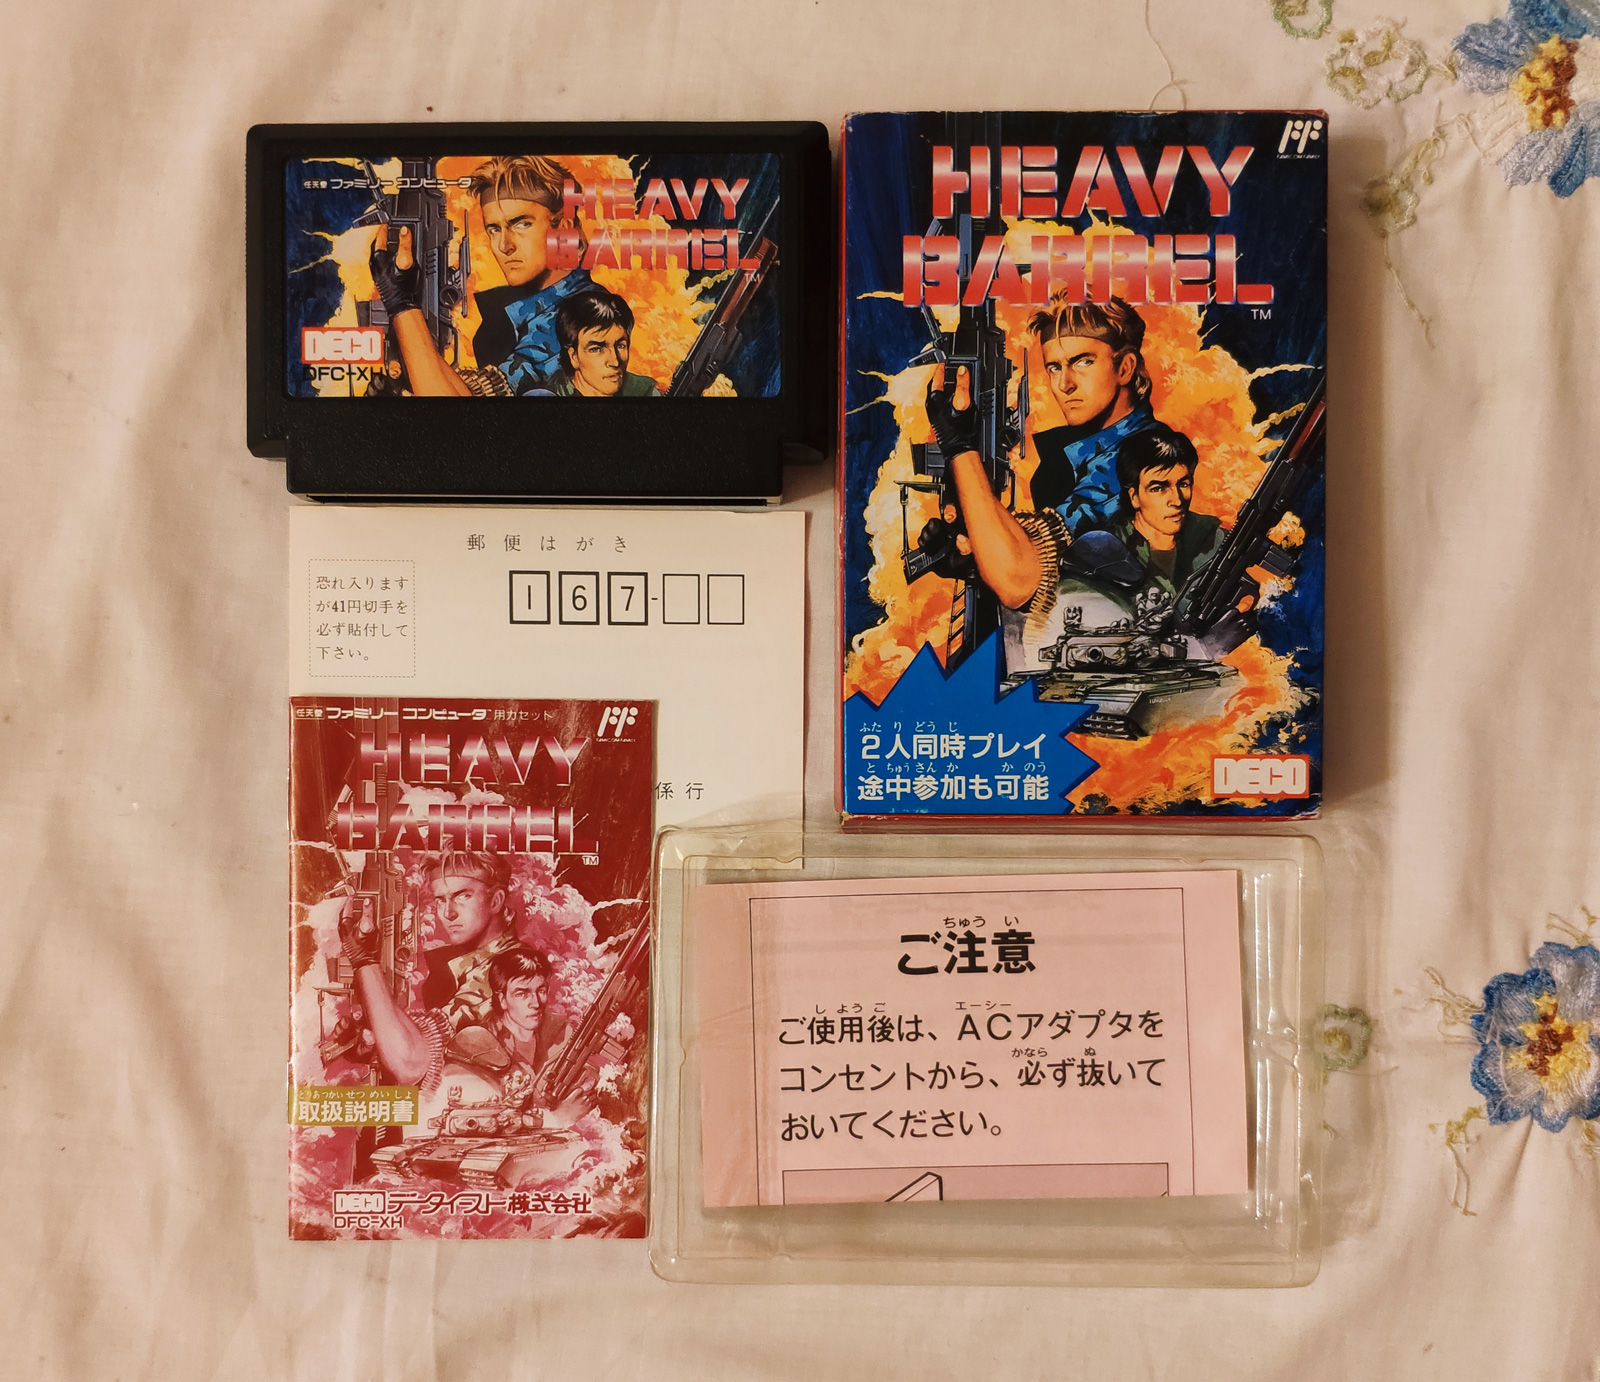 任天堂 ファミリー コンピュータ
HEAVY
BARREL
TM
DECO
DFC-XH
FF
FAMICOM FAMILY
HEAVY
BARREL
TM
ふたり どうじ
2人同時プレイ
とちゅうさんか かのう
途中参加も可能
DECO
郵便はがき
恐れ入ります
が41円切手を
必ず貼付して
下さい。
167-
係行
任天堂 ファミリー コンピュータ 用カセット
FF
FAMICOM FAMILY
HEAVY
BARREL
TM
とりあつかいせつめいしょ
取扱説明書
DECO データイースト株式会社
DFC-XH
ちゅうい
ご注意
しようご エーシー
ご使用後は、ACアダプタを
かなら ぬ
コンセントから、必ず抜いて
おいてください。